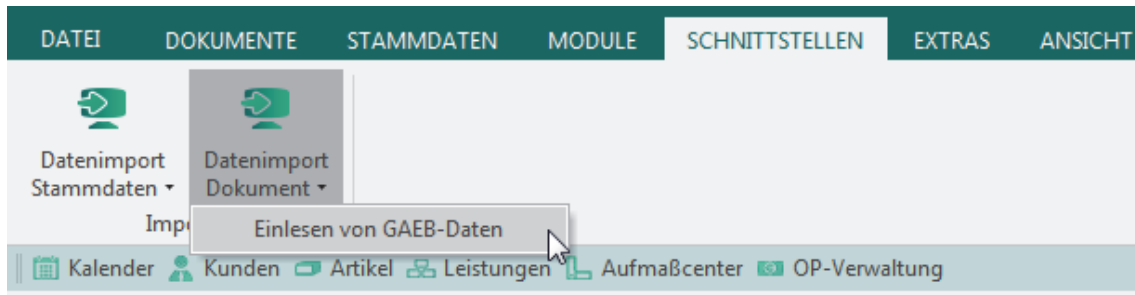 DATEI DOKUMENTE STAMMDATEN MODULE SCHNITTSTELLEN EXTRAS ANSICHT
Datenimport Stammdaten
Datenimport Dokument
Einlesen von GAEB-Daten
Kalender Kunden Artikel Leistungen Aufmaßcenter OP-Verwaltung